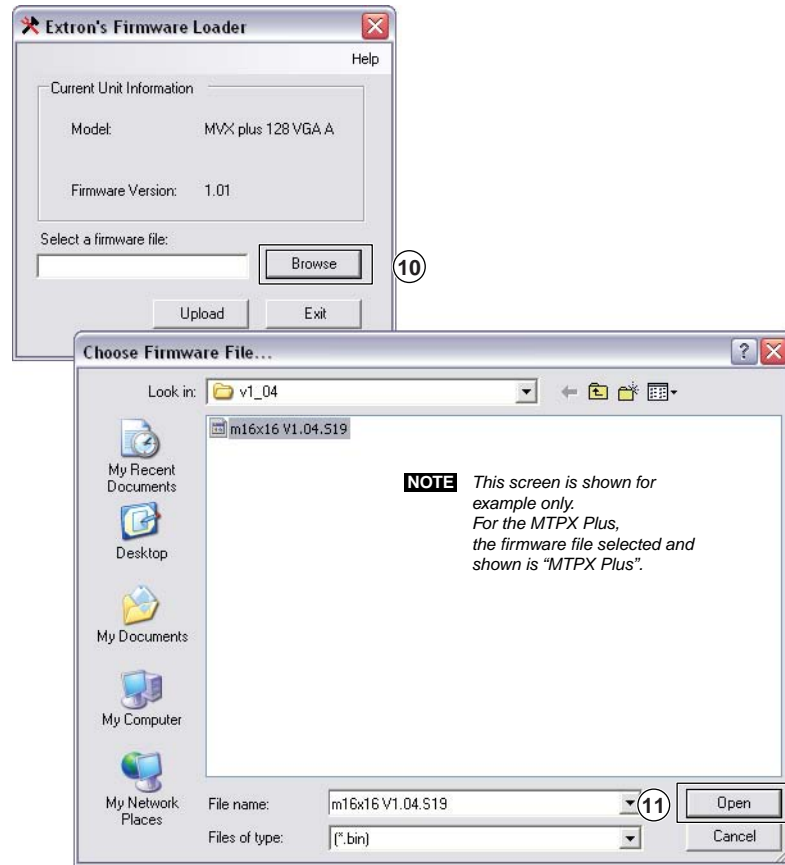 Extron's Firmware Loader
Help
Current Unit Information
Model: MVX plus 128 VGA A
Firmware Version: 1.01
Select a firmware file:
Browse
10
Upload Exit
Choose Firmware File...
Look in: v1_04
m16x16 V1.04.S19
My Recent
Documents
Desktop
My Documents
My Computer
My Network
Places
NOTE This screen is shown for
example only.
For the MTPX Plus,
the firmware file selected and
shown is “MTPX Plus”.
File name: m16x16 V1.04.S19
11
Open
Files of type: (*.bin)
Cancel